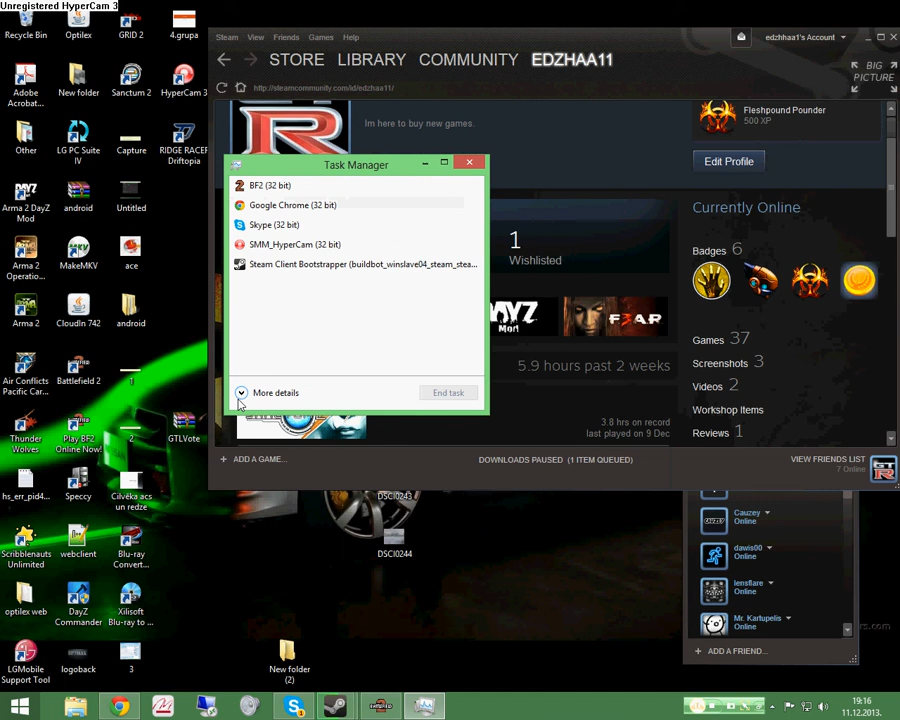 Unregistered HyperCam 3
Recycle Bin
Optilex
GRID 2
4.grupa
Adobe
Acrobat...
New folder
Sanctum 2
HyperCam 3
Other
LG PC Suite
IV
Capture
RIDGE RACER
Driftopia
Arma 2 DayZ
Mod
android
Untitled
Arma 2
Operatio...
MakeMKV
ace
Arma 2
CloudIn 742
android
Air Conflicts
Pacific Car...
Battlefield 2
1
Thunder
Wolves
Play BF2
Online Now!
2
GTLVote
hs_err_pid4...
Speccy
Cilvēka acs
un redze
Scribblenauts
Unlimited
webclient
Blu-ray
Convert...
optilex web
DayZ
Commander
Xilisoft
Blu-ray to ...
LGMobile
Support Tool
logoback
3
New folder
(2)
DSCI0243
DSCI0244
Steam
View
Friends
Games
Help
edzhhaa1's Account
STORE
LIBRARY
COMMUNITY
EDZHAA11
BIG
PICTURE
http://steamcommunity.com/id/edzhaa11/
Im here to buy new games.
Fleshpound Pounder
500 XP
Edit Profile
Task Manager
BF2 (32 bit)
Google Chrome (32 bit)
Skype (32 bit)
SMM_HyperCam (32 bit)
Steam Client Bootstrapper (buildbot_winslave04_steam_stea...
More details
End task
1
Wishlisted
DAYZ
Mod
F3AR
5.9 hours past 2 weeks
3.8 hrs on record
last played on 9 Dec
Currently Online
Badges 6
Games 37
Screenshots 3
Videos 2
Workshop Items
Reviews 1
ADD A GAME...
DOWNLOADS PAUSED (1 ITEM QUEUED)
VIEW FRIENDS LIST
7 Online
Cauzey
Online
dawis00
Online
lensflare
Online
Mr. Kartupelis
Online
ADD A FRIEND...
19:16
11.12.2013.